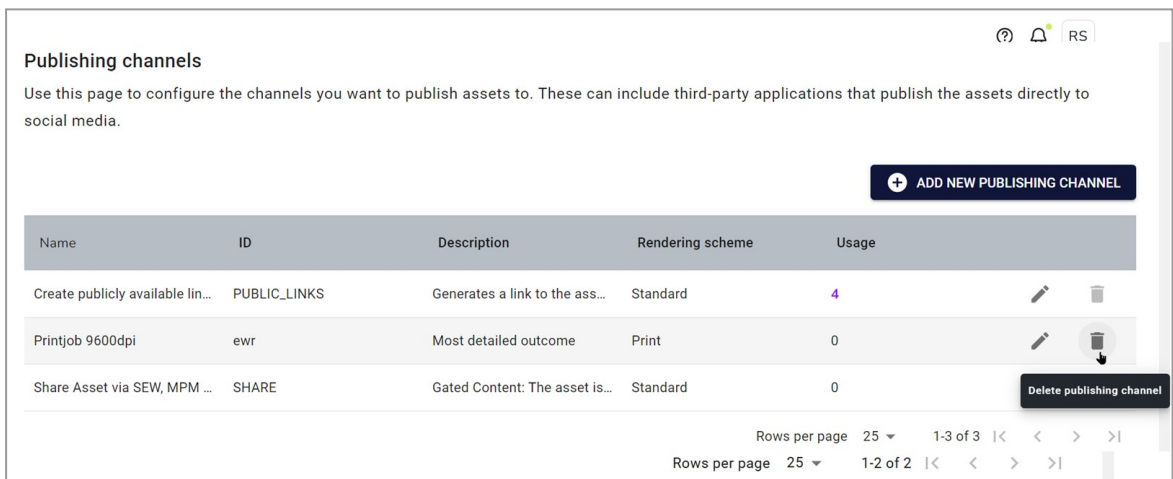 RS
Publishing channels
Use this page to configure the channels you want to publish assets to. These can include third-party applications that publish the assets directly to
social media.
ADD NEW PUBLISHING CHANNEL
Name ID Description Rendering scheme Usage
Create publicly available lin... PUBLIC_LINKS Generates a link to the ass... Standard 4
Printjob 9600dpi ewr Most detailed outcome Print 0
Share Asset via SEW, MPM ... SHARE Gated Content: The asset is... Standard 0
Delete publishing channel
Rows per page 25 1-3 of 3
Rows per page 25 1-2 of 2